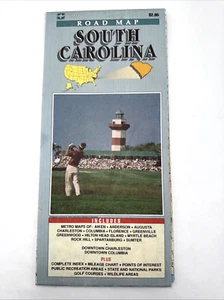 ROAD MAP
$2.95
SOUTH
CAROLINA
INCLUDED
METRO MAPS OF: AIKEN • ANDERSON • AUGUSTA
CHARLESTON • COLUMBIA • FLORENCE • GREENVILLE
GREENWOOD • HILTON HEAD ISLAND • MYRTLE BEACH
ROCK HILL • SPARTANBURG • SUMTER
DOWNTOWN CHARLESTON
DOWNTOWN COLUMBIA
PLUS
COMPLETE INDEX • MILEAGE CHART • POINTS OF INTEREST
PUBLIC RECREATION AREAS • STATE AND NATIONAL PARKS
GOLF COURSES • WILDLIFE AREAS